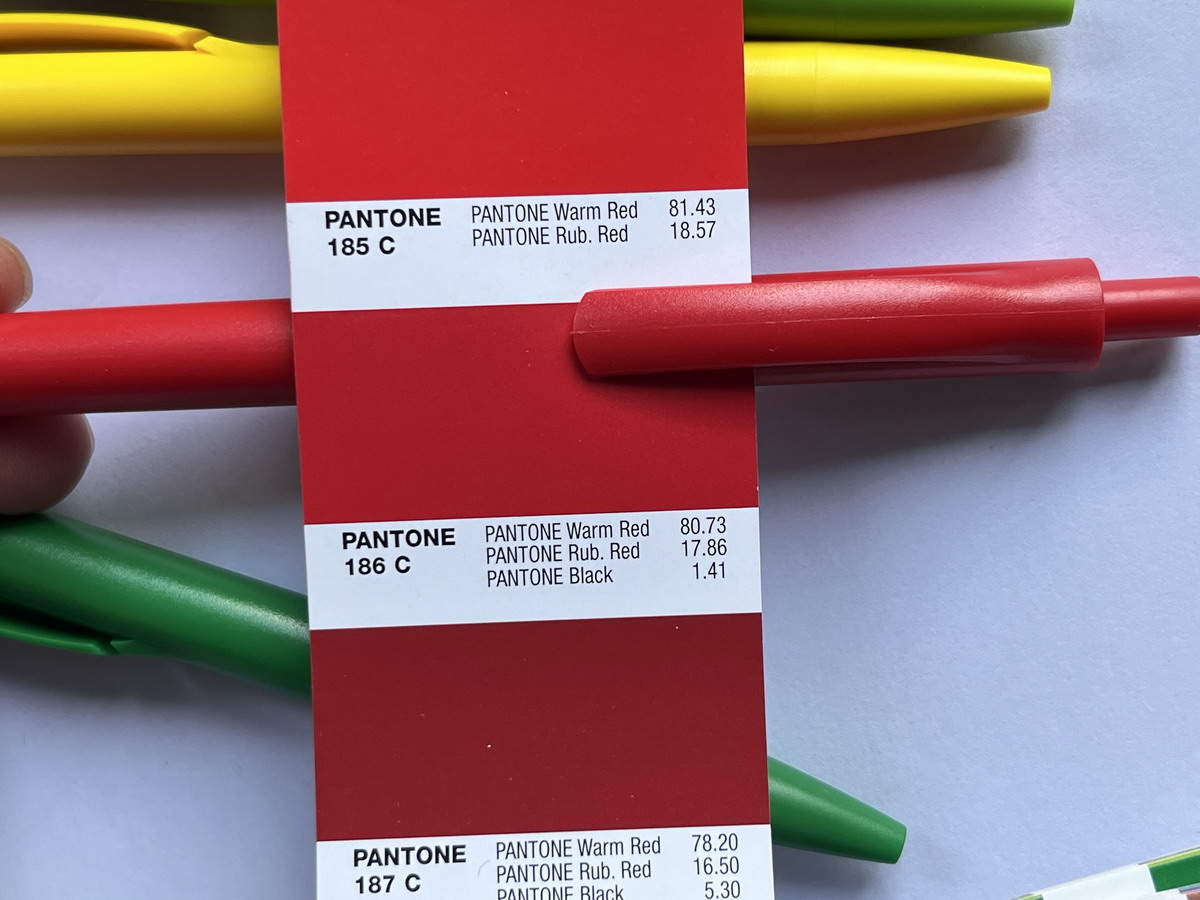 PANTONE PANTONE Warm Red 81.43
185 C PANTONE Rub. Red 18.57
PANTONE PANTONE Warm Red 80.73
186 C PANTONE Rub. Red 17.86
PANTONE Black 1.41
PANTONE PANTONE Warm Red 78.20
187 C PANTONE Rub. Red 16.50
PANTONE Black 5.30